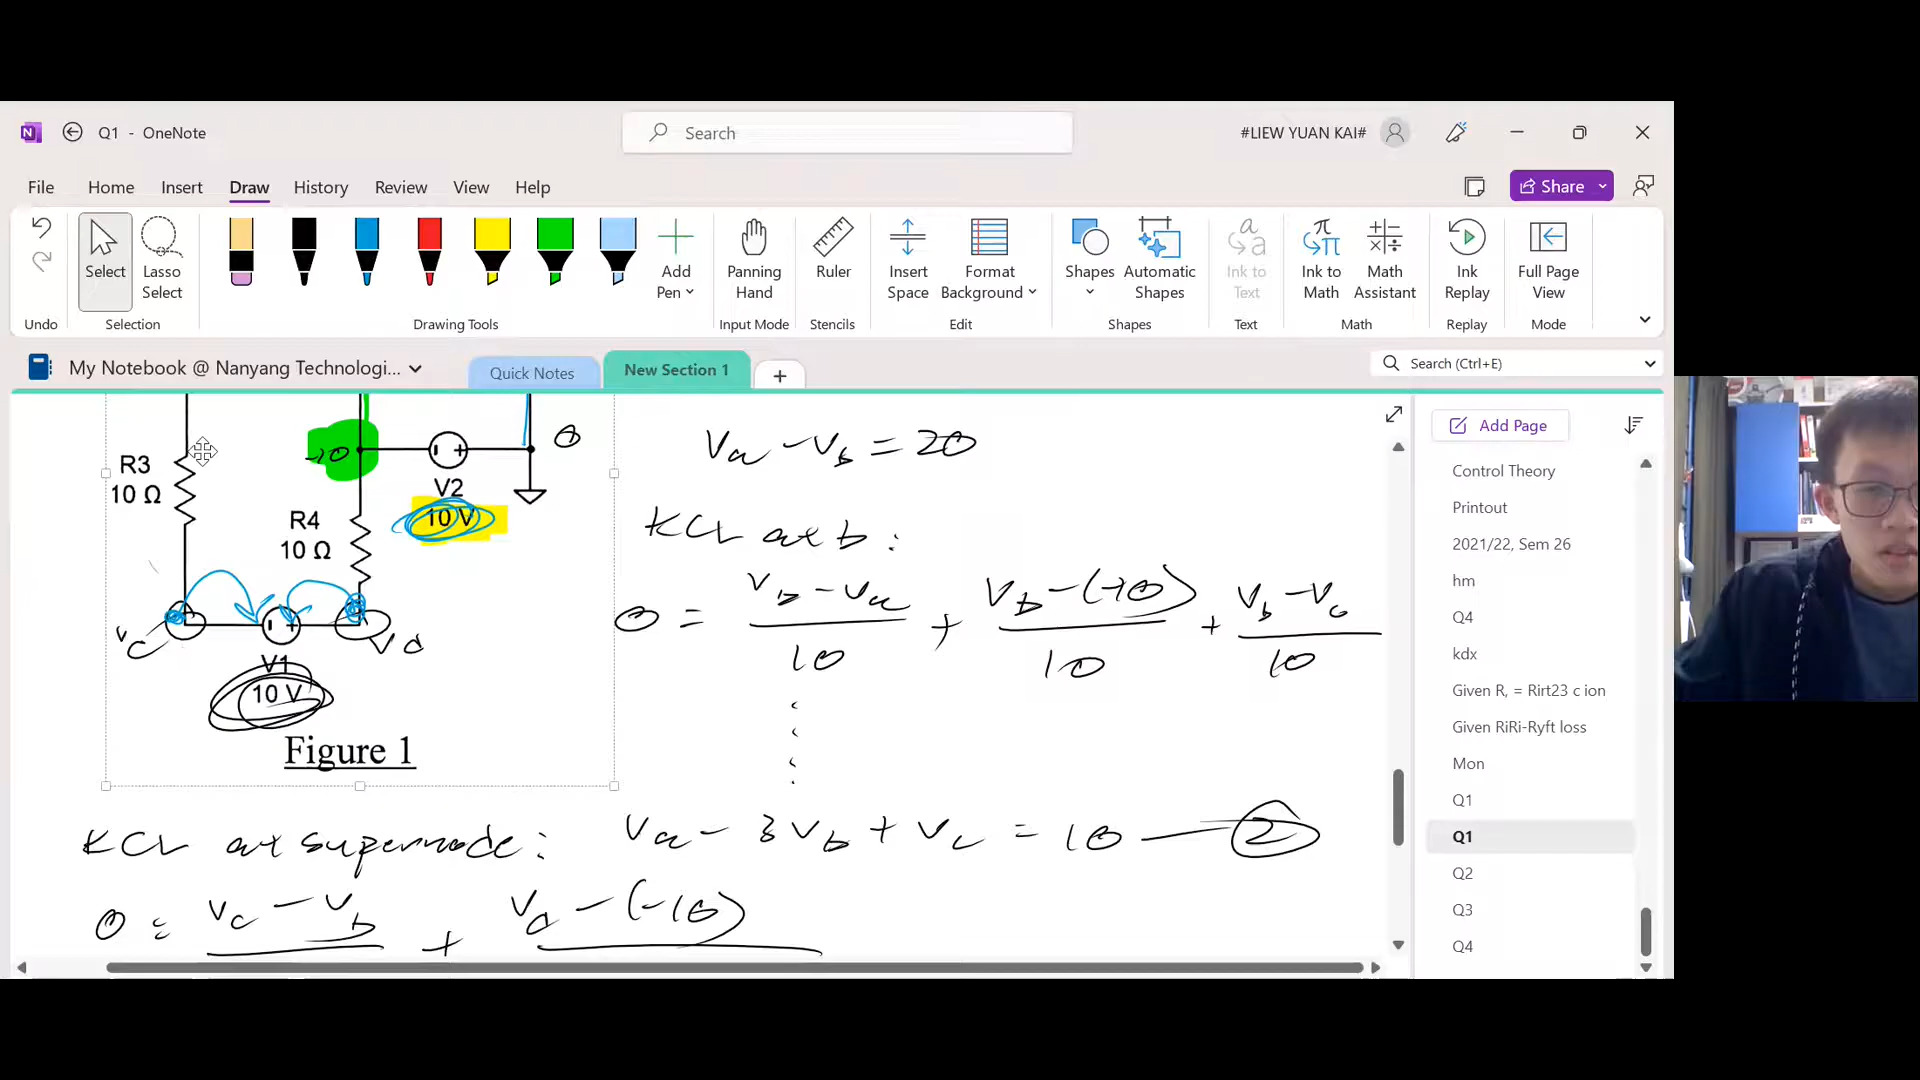 Q1 - OneNote
Search
#LIEW YUAN KAI#
File Home Insert Draw History Review View Help
Share
Select
Lasso Select
Add Pen
Panning Hand
Ruler
Insert Space
Format Background
Shapes
Automatic Shapes
Ink to Text
Ink to Math
Math Assistant
Ink Replay
Full Page View
Undo
Selection
Drawing Tools
Input Mode
Stencils
Edit
Shapes
Text
Math
Replay
Mode
My Notebook @ Nanyang Technologi...
Quick Notes
New Section 1
Search (Ctrl+E)
Add Page
Control Theory
Printout
2021/22, Sem 26
hm
Q4
kdx
Given R, = Rirt23 c ion
Given RiRi-Ryft loss
Mon
Q1
Q1
Q2
Q3
Q4
R3
10 Ω
-10
0
V2
10 V
R4
10 Ω
Vc
Vd
V1
10 V
Figure 1
Va - Vb = 20
KCL at b:
0 = (Vb - Va)/10 + (Vb - (-10))/10 + (Vb - Vc)/10
Va - 3Vb + Vc = 10 — 2
KCL at supernode:
0 = Vc - Vb + Vd - (-10)